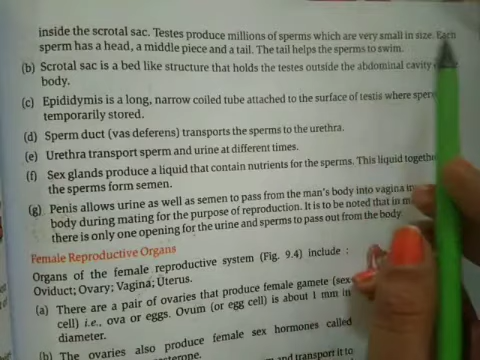 inside the scrotal sac. Testes produce millions of sperms which are very small in size. Each
sperm has a head, a middle piece and a tail. The tail helps the sperms to swim.
(b) Scrotal sac is a bed like structure that holds the testes outside the abdominal cavity
body.
(c) Epididymis is a long, narrow coiled tube attached to the surface of testis where
temporarily stored.
(d) Sperm duct (vas deferens) transports the sperms to the urethra.
(e) Urethra transport sperm and urine at different times.
(f) Sex glands produce a liquid that contain nutrients for the sperms. This liquid
the sperms form semen.
(g) Penis allows urine as well as semen to pass from the man's body into vagina
body during mating for the purpose of reproduction. It is to be noted that in
there is only one opening for the urine and sperms to pass out from the body.
Female Reproductive Organs
Organs of the female reproductive system (Fig. 9.4) include :
Oviduct; Ovary; Vagina; Uterus.
(a) There are a pair of ovaries that produce female gamete (sex
cell) i.e., ova or eggs. Ovum (or egg cell) is about 1 mm in
diameter.
(b) The ovaries also produce female sex hormones called
and transport it to